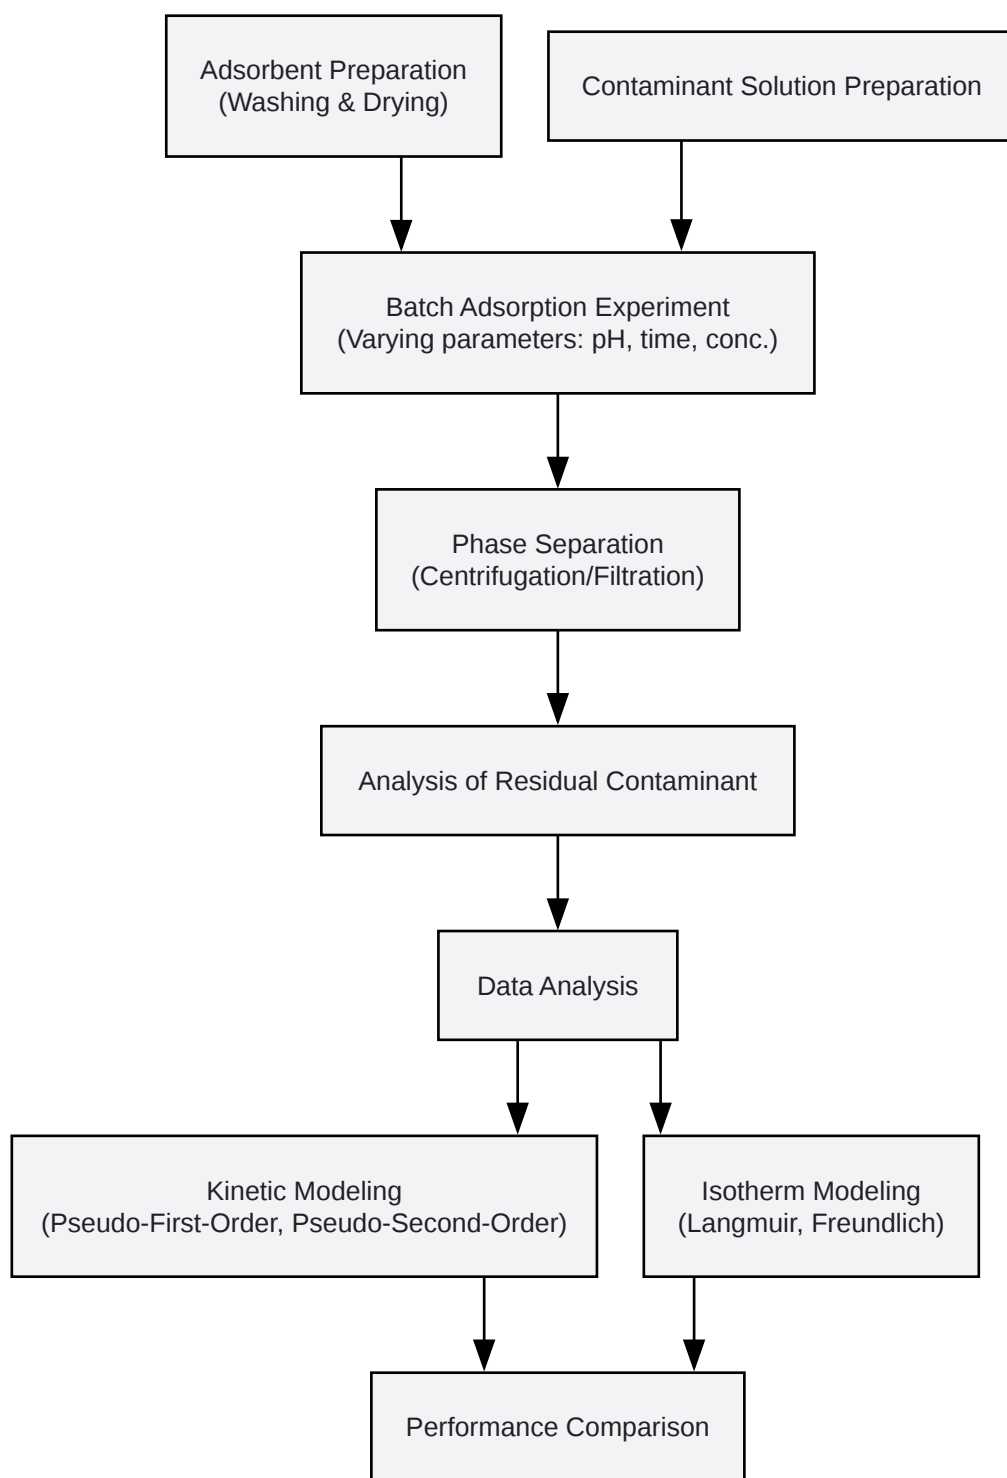 Adsorbent Preparation
(Washing & Drying)
Contaminant Solution Preparation
Batch Adsorption Experiment
(Varying parameters: pH, time, conc.)
Phase Separation
(Centrifugation/Filtration)
Analysis of Residual Contaminant
Data Analysis
Kinetic Modeling
(Pseudo-First-Order, Pseudo-Second-Order)
Isotherm Modeling
(Langmuir, Freundlich)
Performance Comparison